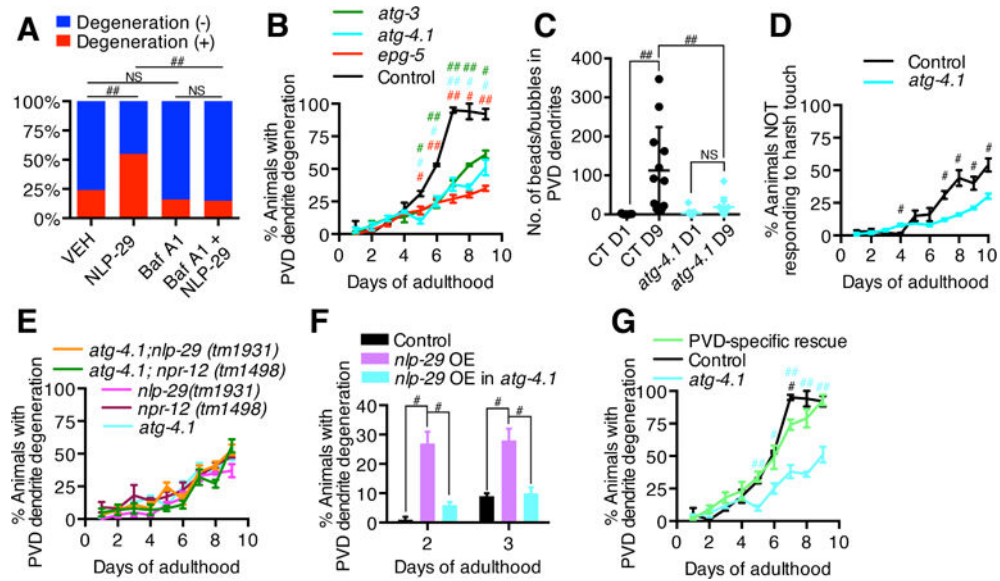 A
Degeneration (-)
Degeneration (+)
##
NS
##
NS
100%
75%
50%
25%
0%
VEH
NLP-29
Baf A1
Baf A1 +
NLP-29
B
atg-3
atg-4.1
epg-5
Control
% Animals with
PVD dendrite degeneration
100
75
50
25
0
# ## ## ## #
# # ## # #
# ## ## # ##
0 2 4 6 8 10
Days of adulthood
C
No. of beads/bubbles in
PVD dendrites
##
##
NS
400
300
200
100
0
CT D1
CT D9
atg-4.1 D1
atg-4.1 D9
D
Control
atg-4.1
% Aanimals NOT
responding to harsh touch
100
75
50
25
0
# # # # #
0 2 4 6 8 10
Days of adulthood
E
atg-4.1;nlp-29 (tm1931)
atg-4.1; npr-12 (tm1498)
nlp-29(tm1931)
npr-12 (tm1498)
atg-4.1
% Animals with
PVD dendrite degeneration
100
75
50
25
0
0 2 4 6 8 10
Days of adulthood
F
Control
nlp-29 OE
nlp-29 OE in atg-4.1
% Animals with
PVD dendrite degeneration
40
30
20
10
0
# #
# #
2 3
Days of adulthood
G
PVD-specific rescue
Control
atg-4.1
% Animals with
PVD dendrite degeneration
100
75
50
25
0
## # ## ## ##
#
0 2 4 6 8 10
Days of adulthood